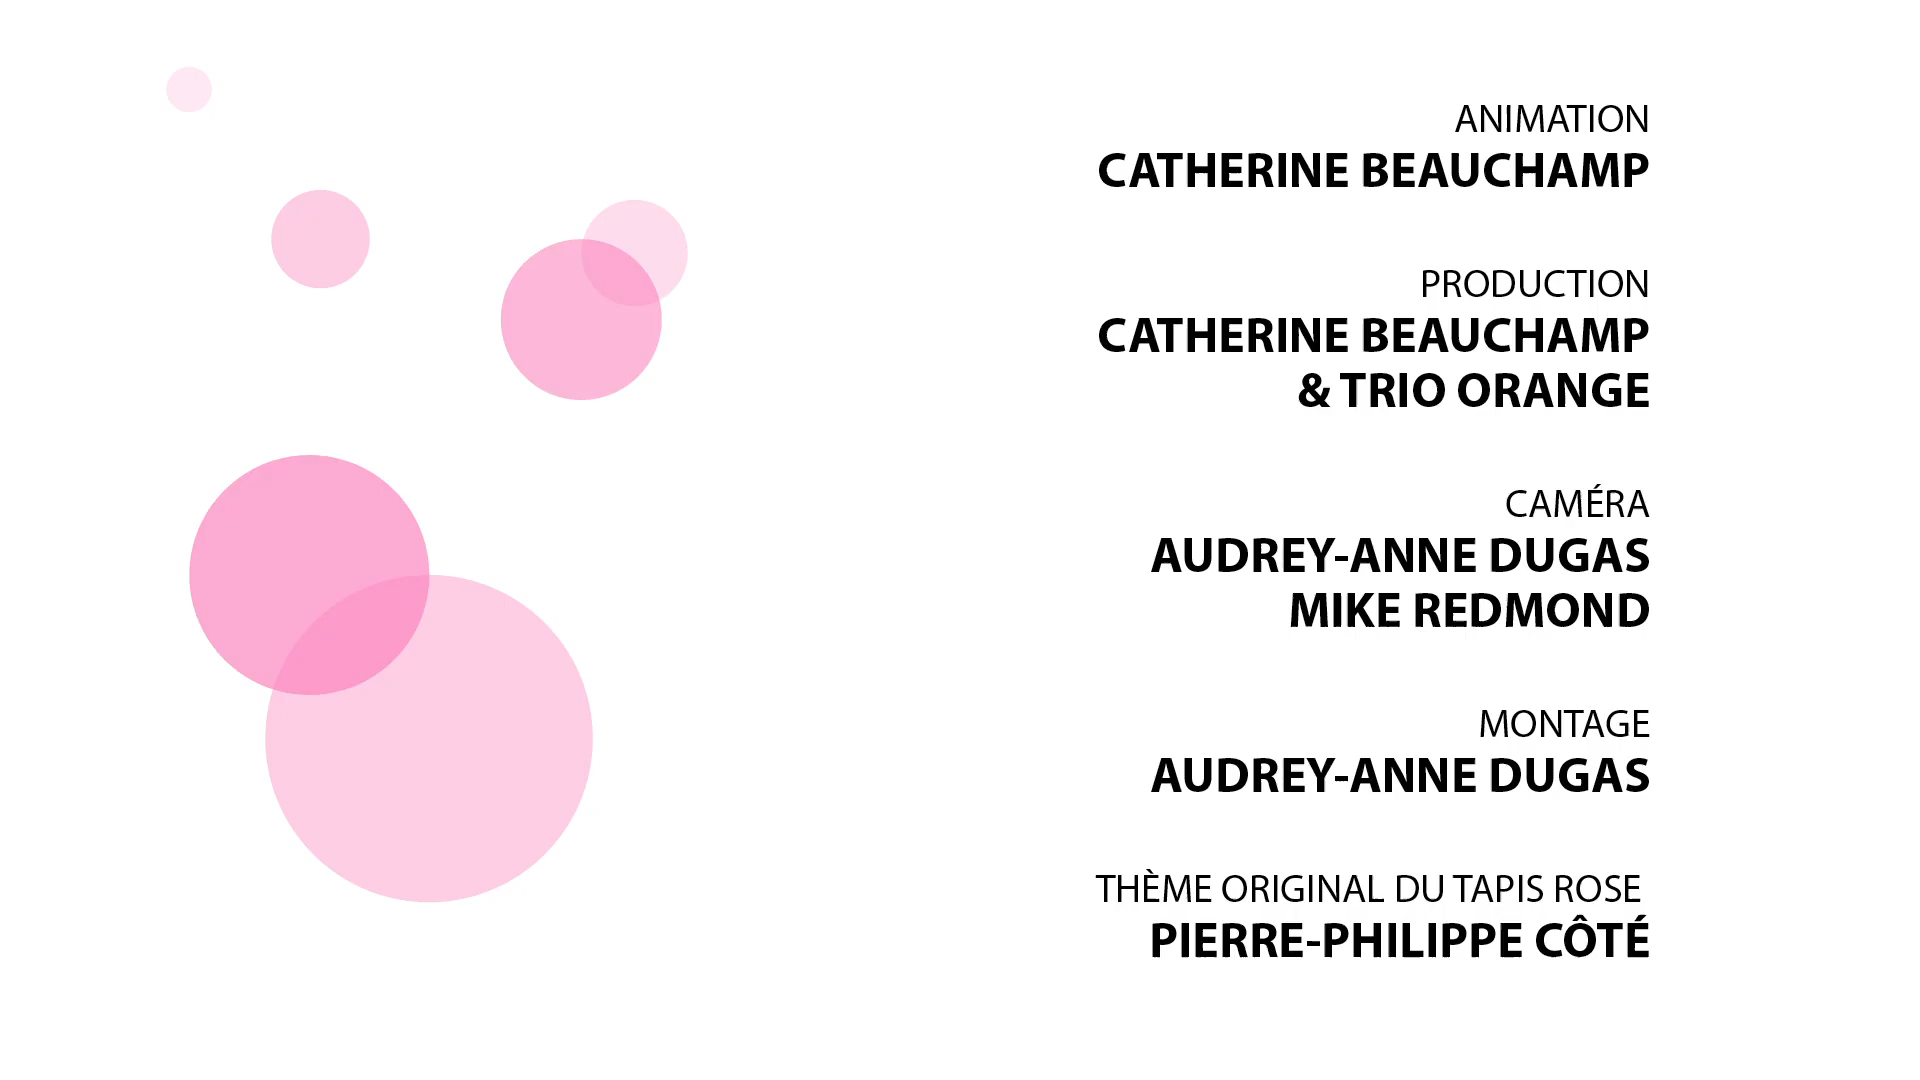 ANIMATION
CATHERINE BEAUCHAMP
PRODUCTION
CATHERINE BEAUCHAMP
& TRIO ORANGE
CAMÉRA
AUDREY-ANNE DUGAS
MIKE REDMOND
MONTAGE
AUDREY-ANNE DUGAS
THÈME ORIGINAL DU TAPIS ROSE
PIERRE-PHILIPPE CÔTÉ